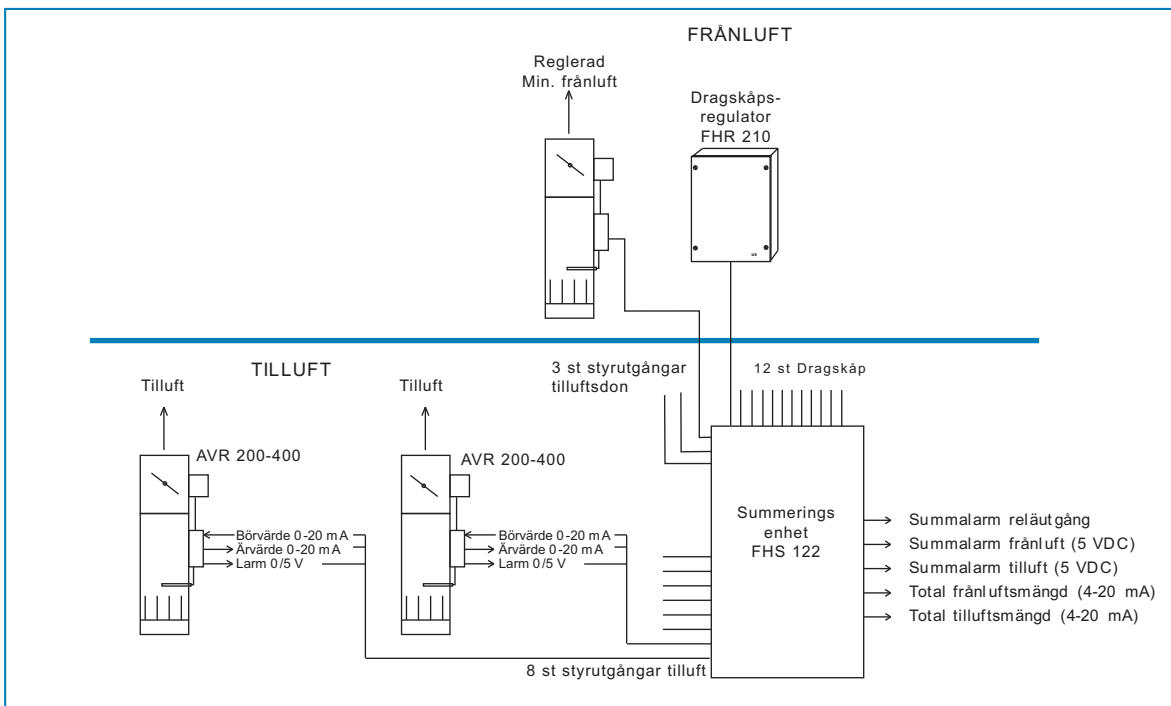 FRÅNLUFT
Reglerad
Min. frånluft
Dragskåps-
regulator
FHR 210
TILLUFT
3 st styrutgångar
tilluftsdon
12 st Dragskåp
Tilluft
Tilluft
AVR 200-400
AVR 200-400
Börvärde 0-20 mA
Ärvärde 0-20 mA
Larm 0/5 V
Börvärde 0-20 mA
Ärvärde 0-20 mA
Larm 0/5 V
Summerings
enhet
FHS 122
Summalarm reläutgång
Summalarm frånluft (5 VDC)
Summalarm tilluft (5 VDC)
Total frånluftsmängd (4-20 mA)
Total tilluftsmängd (4-20 mA)
8 st styrutgångar tilluft